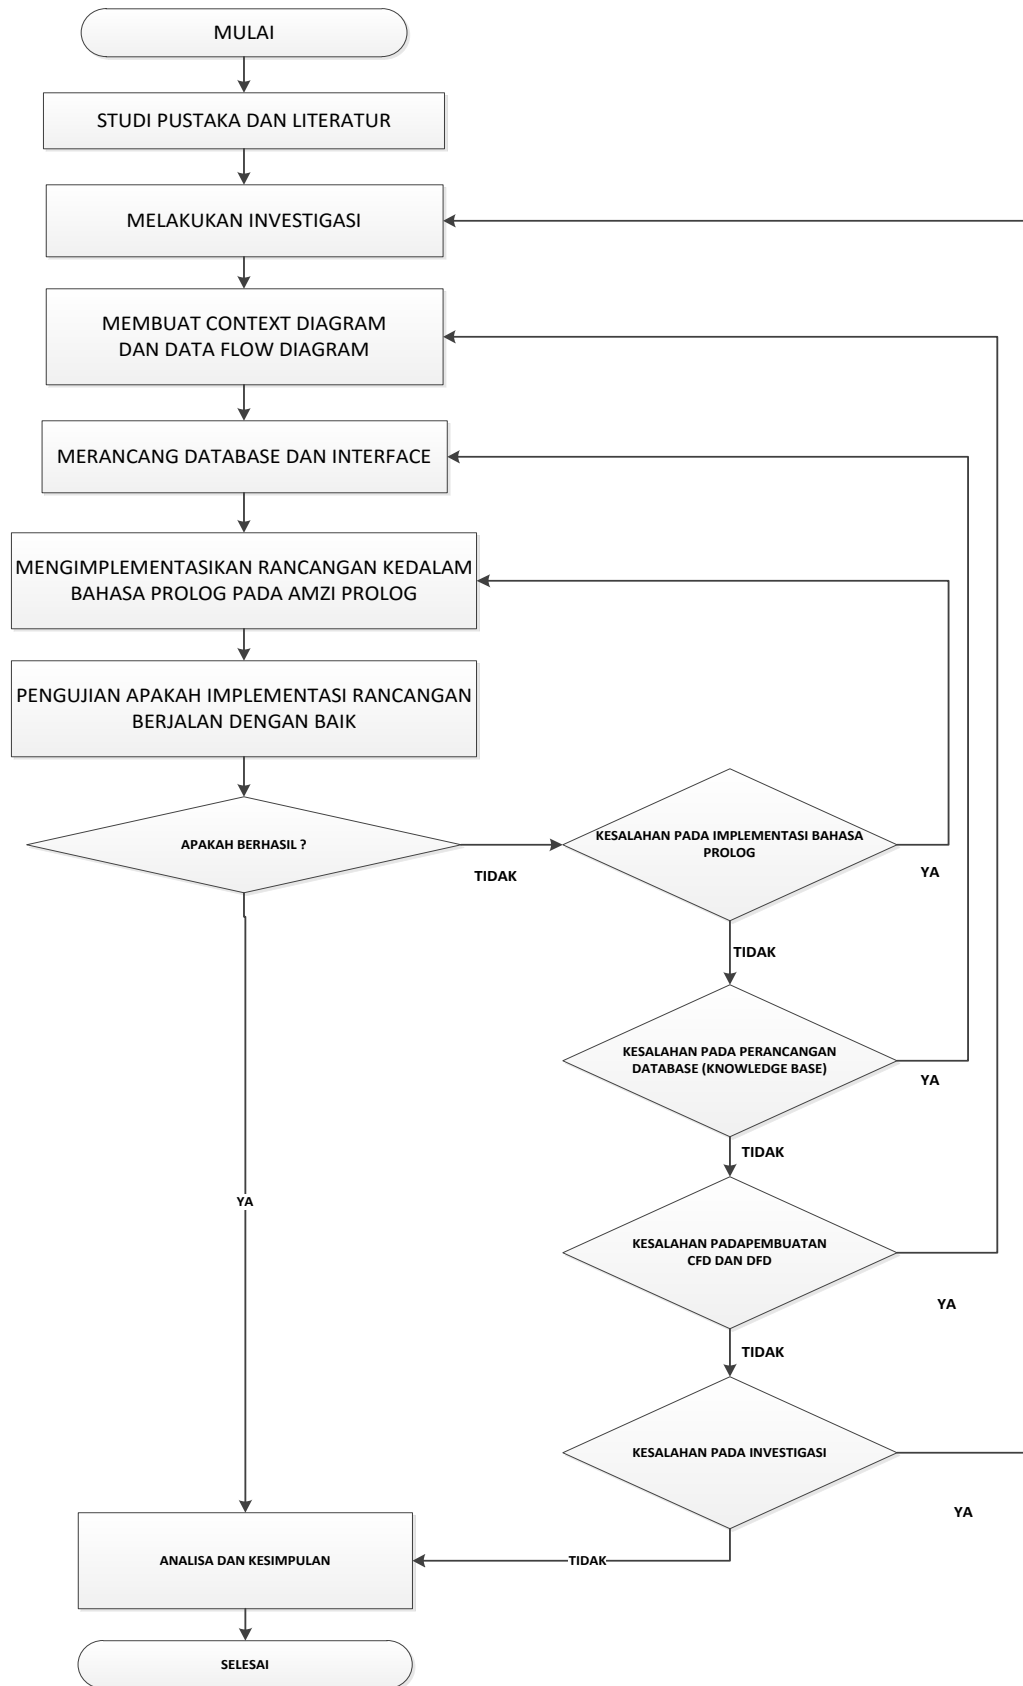 MULAI
STUDI PUSTAKA DAN LITERATUR
MELAKUKAN INVESTIGASI
MEMBUAT CONTEXT DIAGRAM
DAN DATA FLOW DIAGRAM
MERANCANG DATABASE DAN INTERFACE
MENGIMPLEMENTASIKAN RANCANGAN KEDALAM
BAHASA PROLOG PADA AMZI PROLOG
PENGUJIAN APAKAH IMPLEMENTASI RANCANGAN
BERJALAN DENGAN BAIK
APAKAH BERHASIL ?
TIDAK
KESALAHAN PADA IMPLEMENTASI BAHASA
PROLOG
YA
TIDAK
KESALAHAN PADA PERANCANGAN
DATABASE (KNOWLEDGE BASE)
YA
TIDAK
YA
KESALAHAN PADAPEMBUATAN
CFD DAN DFD
YA
TIDAK
KESALAHAN PADA INVESTIGASI
YA
TIDAK
ANALISA DAN KESIMPULAN
SELESAI